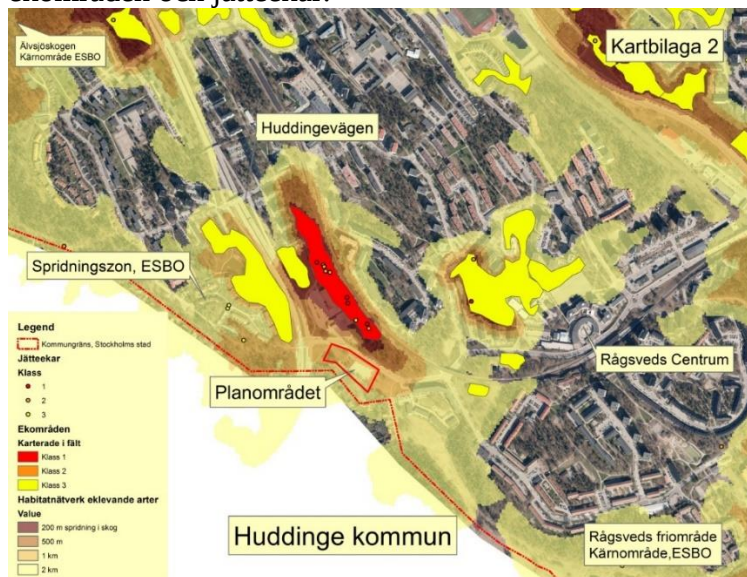 ekområden och jätteekar.
Älvsjöskogen
Kärnområde ESBO
Kartbilaga 2
Huddingevägen
Spridningszon, ESBO
Rågsveds Centrum
Planområdet
Legend
Kommungräns, Stockholms stad
Jätteekar
Klass
1
2
3
Ekområden
Karterade i fält
Klass 1
Klass 2
Klass 3
Habitatnätverk eklevande arter
Value
200 m spridning i skog
500 m
1 km
2 km
Huddinge kommun
Rågsveds friområde
Kärnområde,ESBO